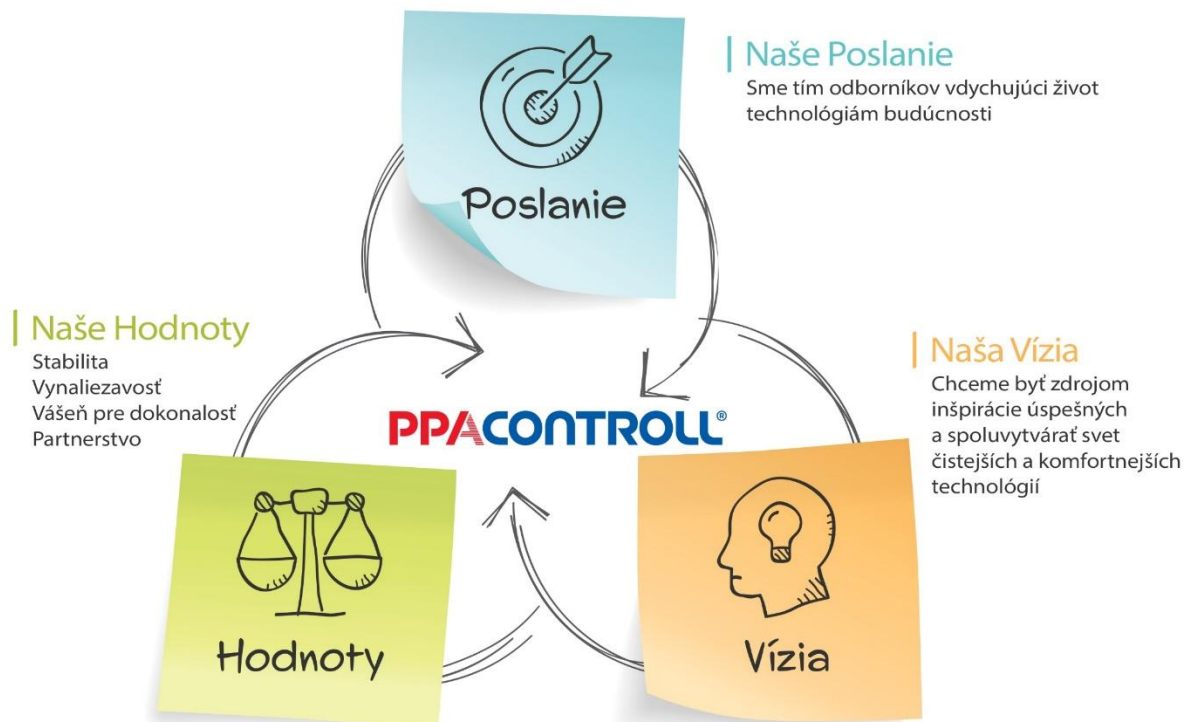 Poslanie
Naše Poslanie
Sme tím odborníkov vdychujúci život
technológiám budúcnosti
Naše Hodnoty
Stabilita
Vynaliezavosť
Vášeň pre dokonalosť
Partnerstvo
PPACONTROLL®
Naša Vízia
Chceme byť zdrojom
inšpirácie úspešných
a spoluvytvárať svet
čistejších a komfortnejších
technológií
Hodnoty
Vízia